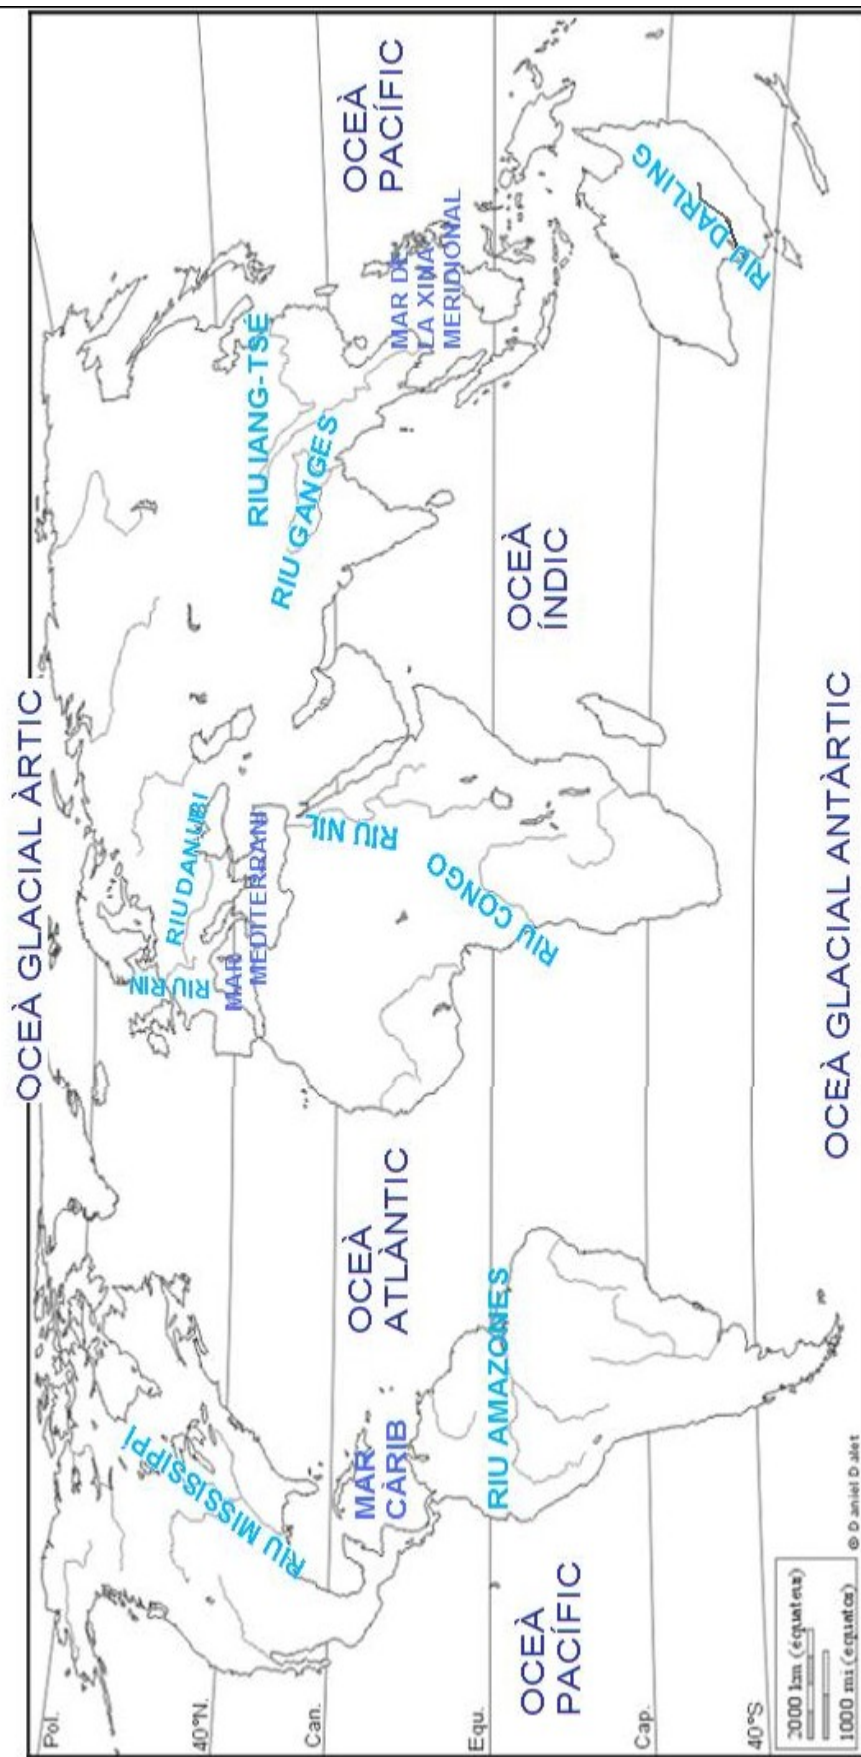 OCEÀ GLACIAL ÀRTIC
Pol.
40°N.
Can.
Equ.
Cap.
40°S
RIU MISSISSIPPÍ
MAR
CÀRIB
OCEÀ
ATLÀNTIC
RIU AMAZONES
OCEÀ
PACÍFIC
RIU RIN
RIU DANUBI
MAR
MEDITERRANI
RIU NIL
RIU CONGO
RIU IANG-TSÉ
RIU GANGES
MAR DE
LA XINA
MERIDIONAL
OCEÀ
PACÍFIC
OCEÀ
ÍNDIC
RIU DARLING
OCEÀ GLACIAL ANTÀRTIC
2000 km (équateur)
1000 mi (equator)
© Daniel Dalet